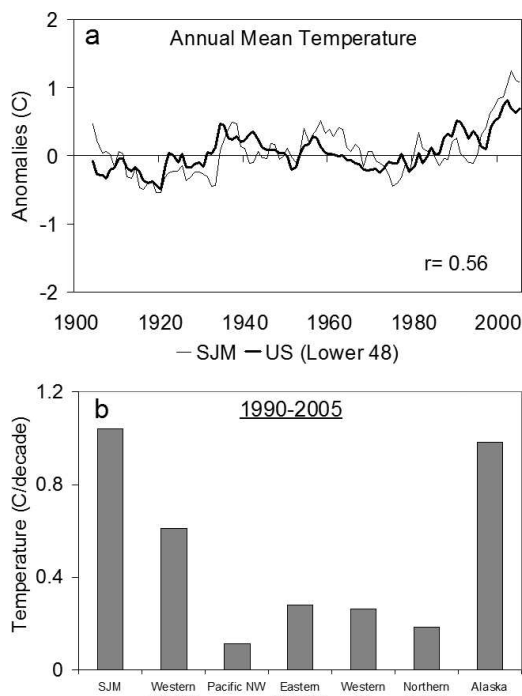 a
Annual Mean Temperature
Anomalies (C)
2
1
0
-1
-2
r= 0.56
1900 1920 1940 1960 1980 2000
SJM US (Lower 48)
b
1990-2005
Temperature (C/decade)
1.2
0.8
0.4
0
SJM Western Pacific NW Eastern Western Northern Alaska